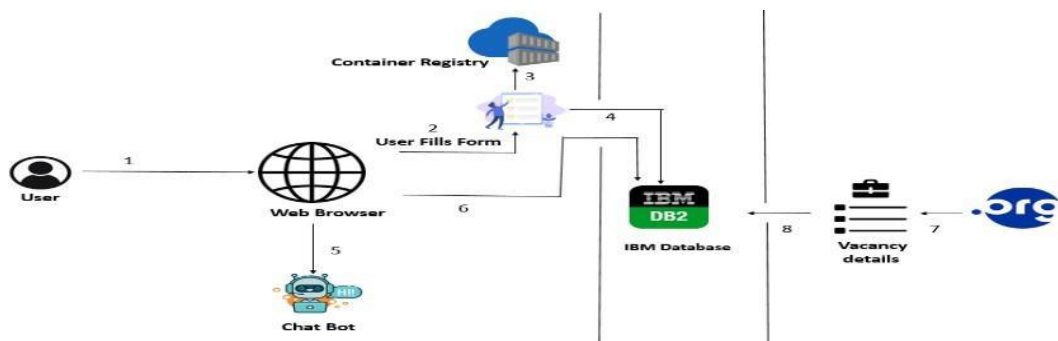 Container Registry
3
4
2
User Fills Form
1
User
Web Browser
6
IBM
DB2
IBM Database
8
Vacancy
details
7
.org
5
HI!
Chat Bot